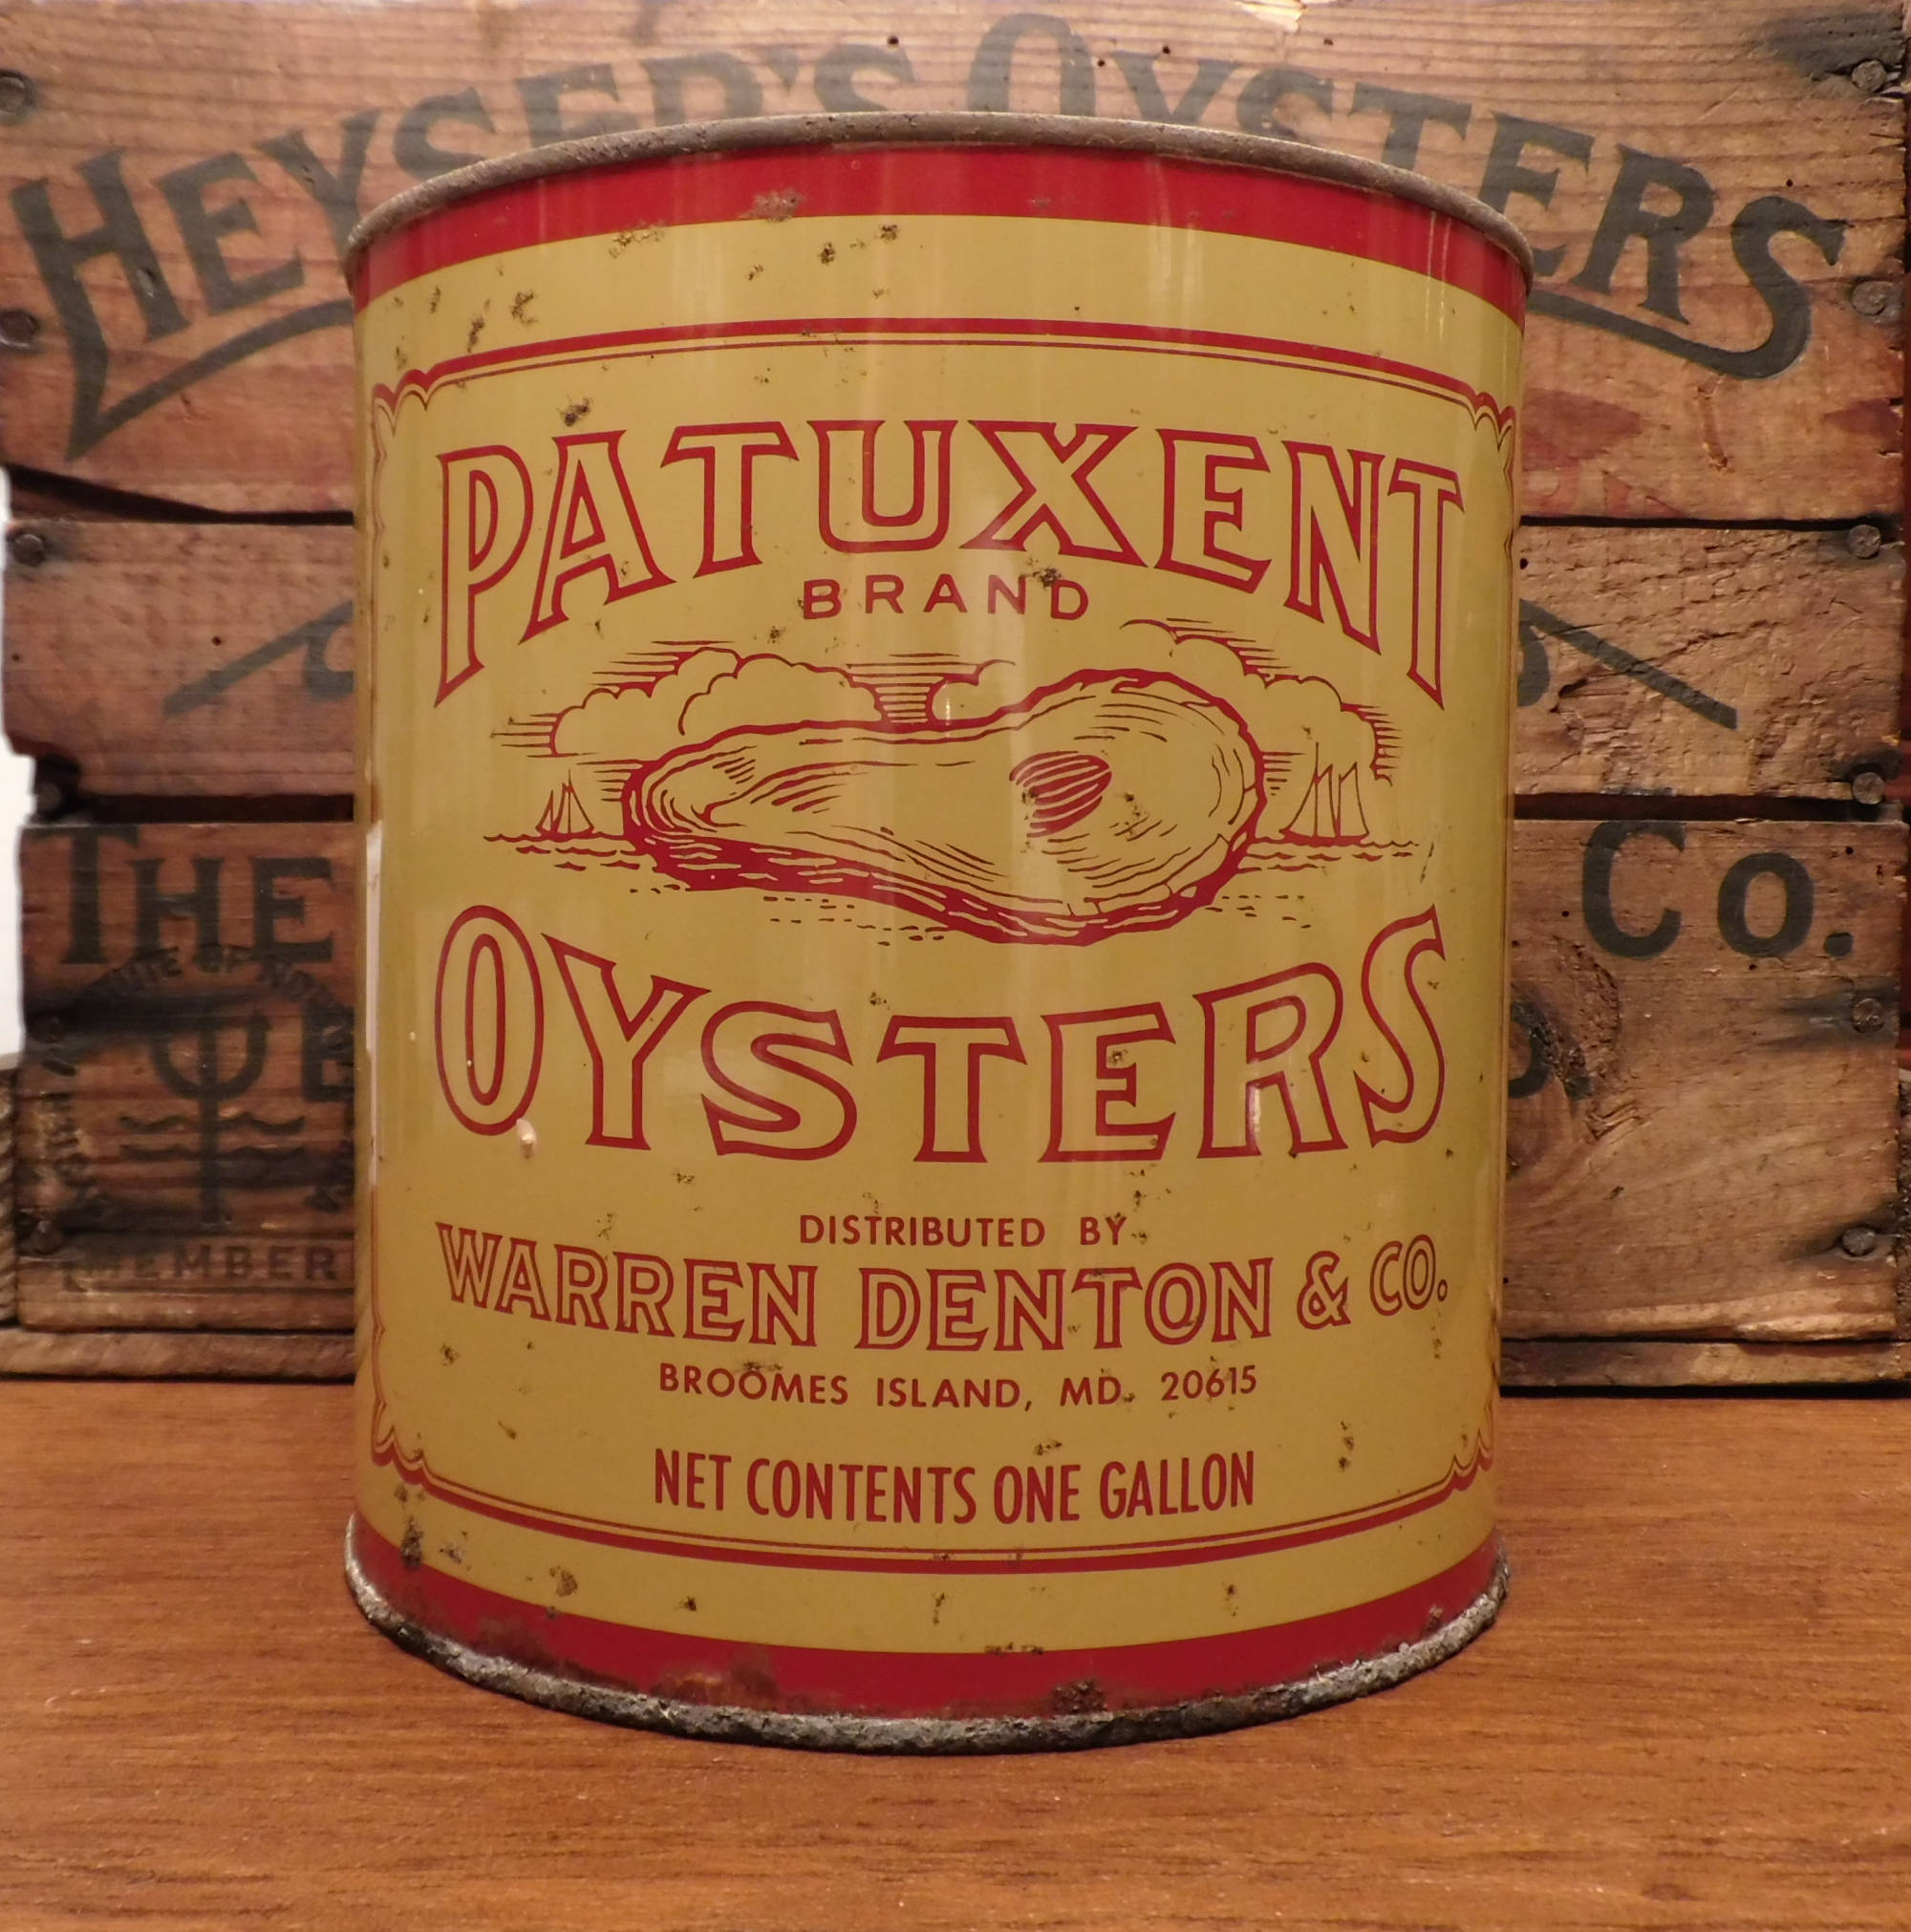 HEYSER'S OYSTERS
THE
CO.
MEMBER
PATUXENT
BRAND
OYSTERS
DISTRIBUTED BY
WARREN DENTON & CO.
BROOMES ISLAND, MD. 20615
NET CONTENTS ONE GALLON